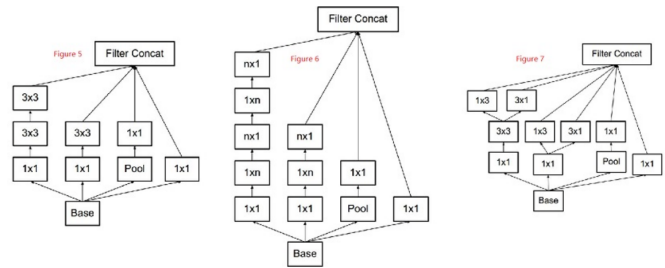 Figure 5
Filter Concat
3x3
3x3
3x3
1x1
1x1
1x1
Pool
1x1
Base
Figure 6
Filter Concat
nx1
1xn
nx1
nx1
1xn
1xn
1x1
1x1
1x1
Pool
1x1
Base
Figure 7
Filter Concat
1x3
3x1
3x3
1x3
3x1
1x1
1x1
1x1
Pool
1x1
Base